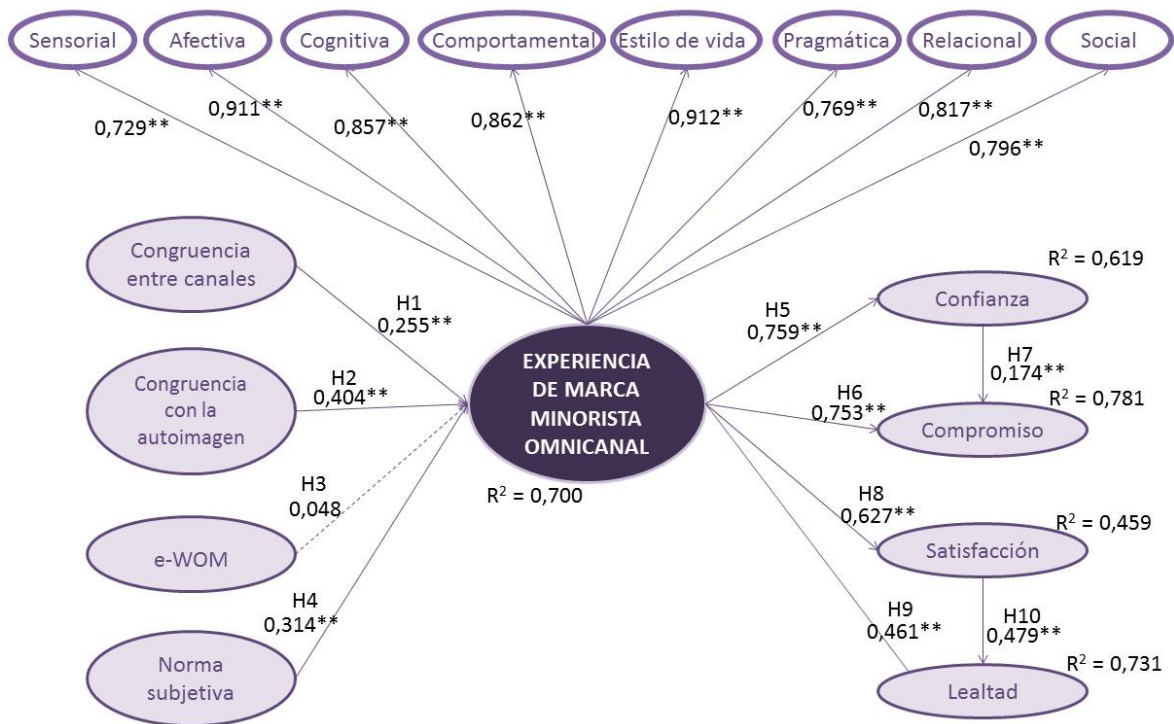 Sensorial
Afectiva
Cognitiva
Comportamental
Estilo de vida
Pragmática
Relacional
Social
0,729**
0,911**
0,857**
0,862**
0,912**
0,769**
0,817**
0,796**
Congruencia
entre canales
H1
0,255**
Congruencia
con la
autoimagen
H2
0,404**
e-WOM
H3
0,048
Norma
subjetiva
H4
0,314**
EXPERIENCIA
DE MARCA
MINORISTA
OMNICANAL
R² = 0,700
H5
0,759**
R² = 0,619
Confianza
H7
0,174**
H6
0,753**
R² = 0,781
Compromiso
H8
0,627**
R² = 0,459
Satisfacción
H9
0,461**
H10
0,479**
R² = 0,731
Lealtad